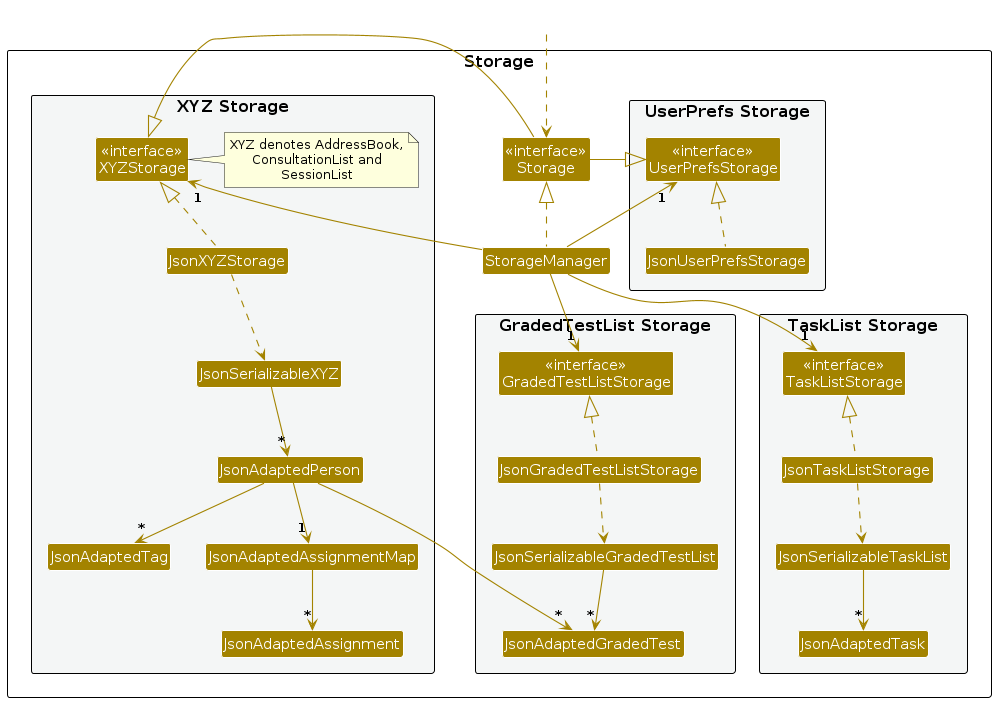 Storage
XYZ Storage
UserPrefs Storage
«interface»
XYZStorage
XYZ denotes AddressBook,
ConsultationList and
SessionList
«interface»
Storage
«interface»
UserPrefsStorage
1
1
JsonXYZStorage
StorageManager
JsonUserPrefsStorage
GradedTestList Storage
TaskList Storage
1
1
«interface»
GradedTestListStorage
«interface»
TaskListStorage
JsonSerializableXYZ
*
JsonAdaptedPerson
JsonGradedTestListStorage
JsonTaskListStorage
*
1
JsonAdaptedTag
JsonAdaptedAssignmentMap
JsonSerializableGradedTestList
JsonSerializableTaskList
*
*
*
*
JsonAdaptedAssignment
JsonAdaptedGradedTest
JsonAdaptedTask